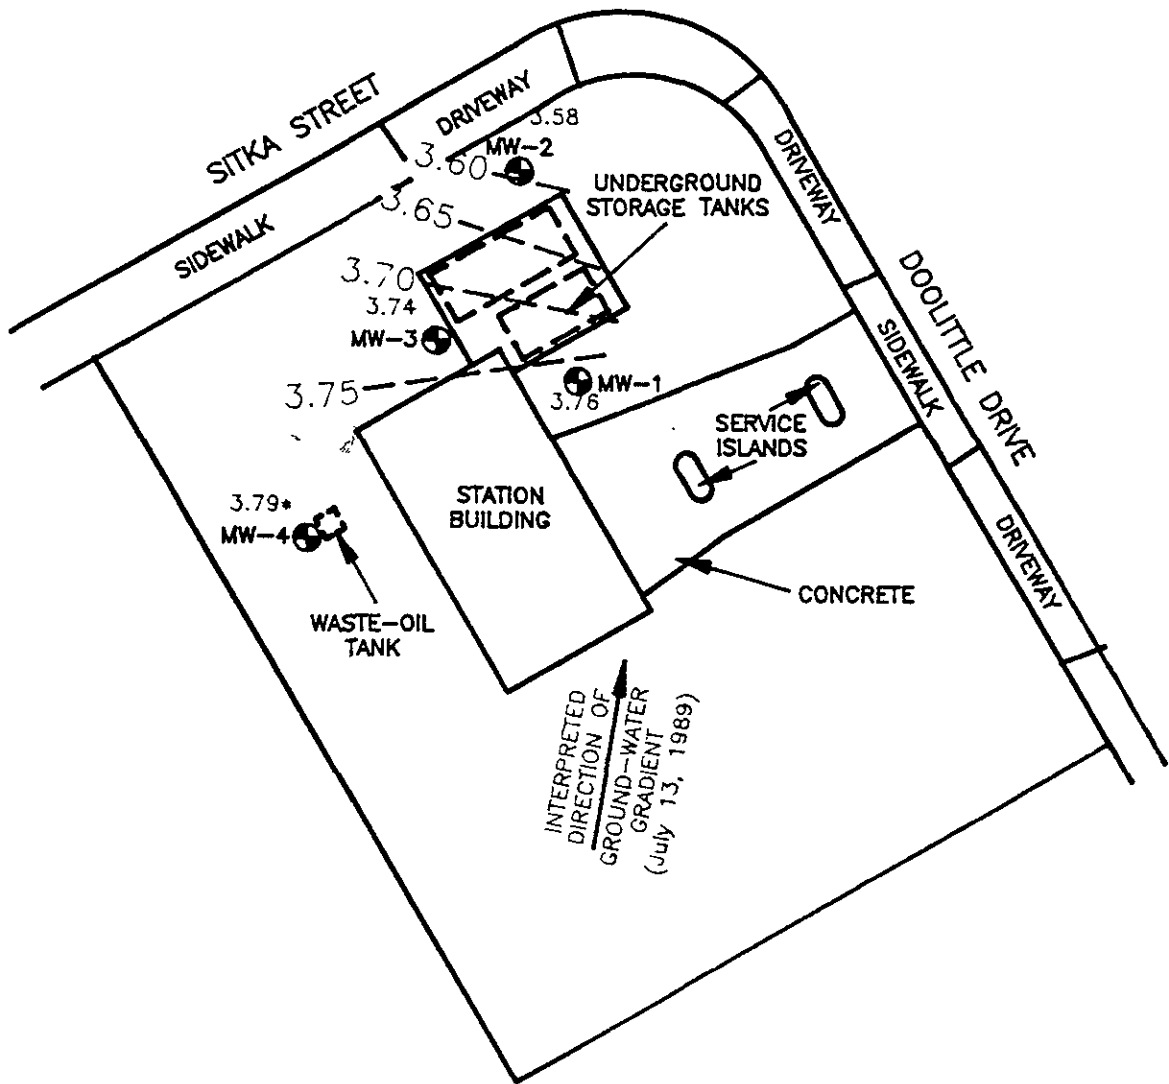 SITKA STREET
DRIVEWAY
3.58
MW-2
3.60
UNDERGROUND
STORAGE TANKS
DRIVEWAY
SIDEWALK
3.65
3.70
3.74
MW-3
DOOLITTLE DRIVE
SIDEWALK
3.75
MW-1
3.76
SERVICE
ISLANDS
STATION
BUILDING
3.79*
MW-4
DRIVEWAY
CONCRETE
WASTE-OIL
TANK
INTERPRETED
DIRECTION OF
GROUND-WATER
GRADIENT
(July 13, 1989)